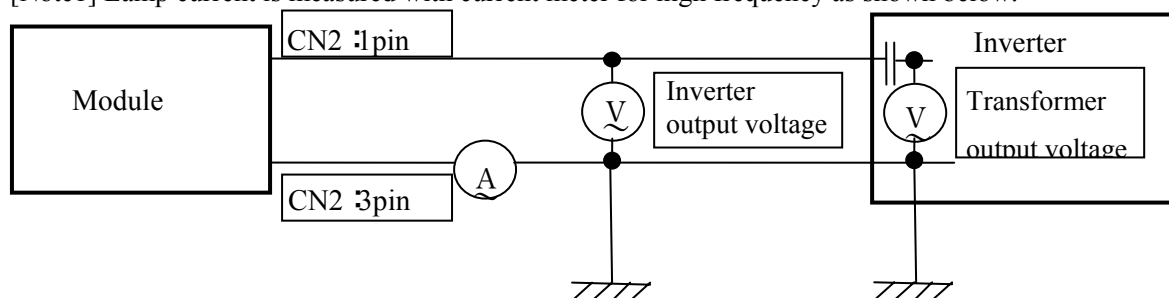 [Note1] Lamp current is measured with current meter for high frequency as shown below.
CN2 :1pin
Inverter
Module
V
Inverter
output voltage
V
Transformer
output voltage
A
CN2 :3pin